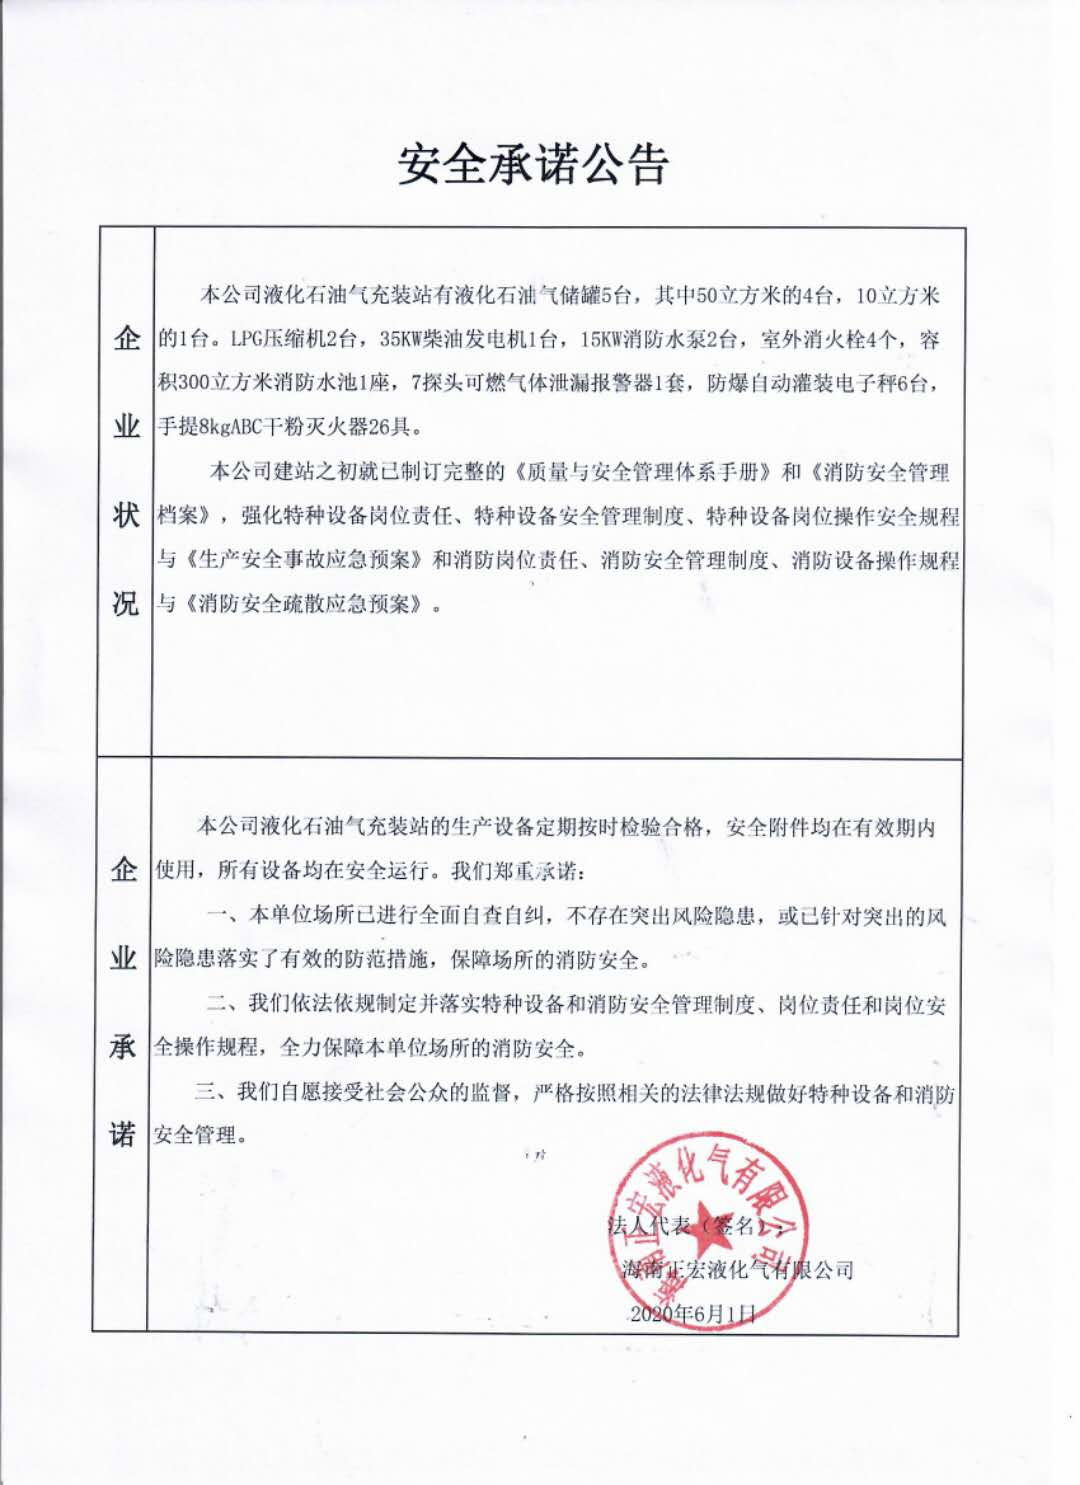 安全承诺公告
企业状况
本公司液化石油气充装站有液化石油气储罐5台，其中50立方米的4台，10立方米
的1台。LPG压缩机2台，35KW柴油发电机1台，15KW消防水泵2台，室外消火栓4个，容
积300立方米消防水池1座，7探头可燃气体泄漏报警器1套，防爆自动灌装电子秤6台，
手提8kgABC干粉灭火器26具。
本公司建站之初就已制订完整的《质量与安全管理体系手册》和《消防安全管理
档案》，强化特种设备岗位责任、特种设备安全管理制度、特种设备岗位操作安全规程
与《生产安全事故应急预案》和消防岗位责任、消防安全管理制度、消防设备操作规程
与《消防安全疏散应急预案》。
企业承诺
本公司液化石油气充装站的生产设备定期按时检验合格，安全附件均在有效期内
使用，所有设备均在安全运行。我们郑重承诺：
一、本单位场所已进行全面自查自纠，不存在突出风险隐患，或已针对突出的风
险隐患落实了有效的防范措施，保障场所的消防安全。
二、我们依法依规制定并落实特种设备和消防安全管理制度、岗位责任和岗位安
全操作规程，全力保障本单位场所的消防安全。
三、我们自愿接受社会公众的监督，严格按照相关的法律法规做好特种设备和消防
安全管理。
法人代表（签名）：
海南正宏液化气有限公司
2020年6月1日
海南正宏液化气有限公司